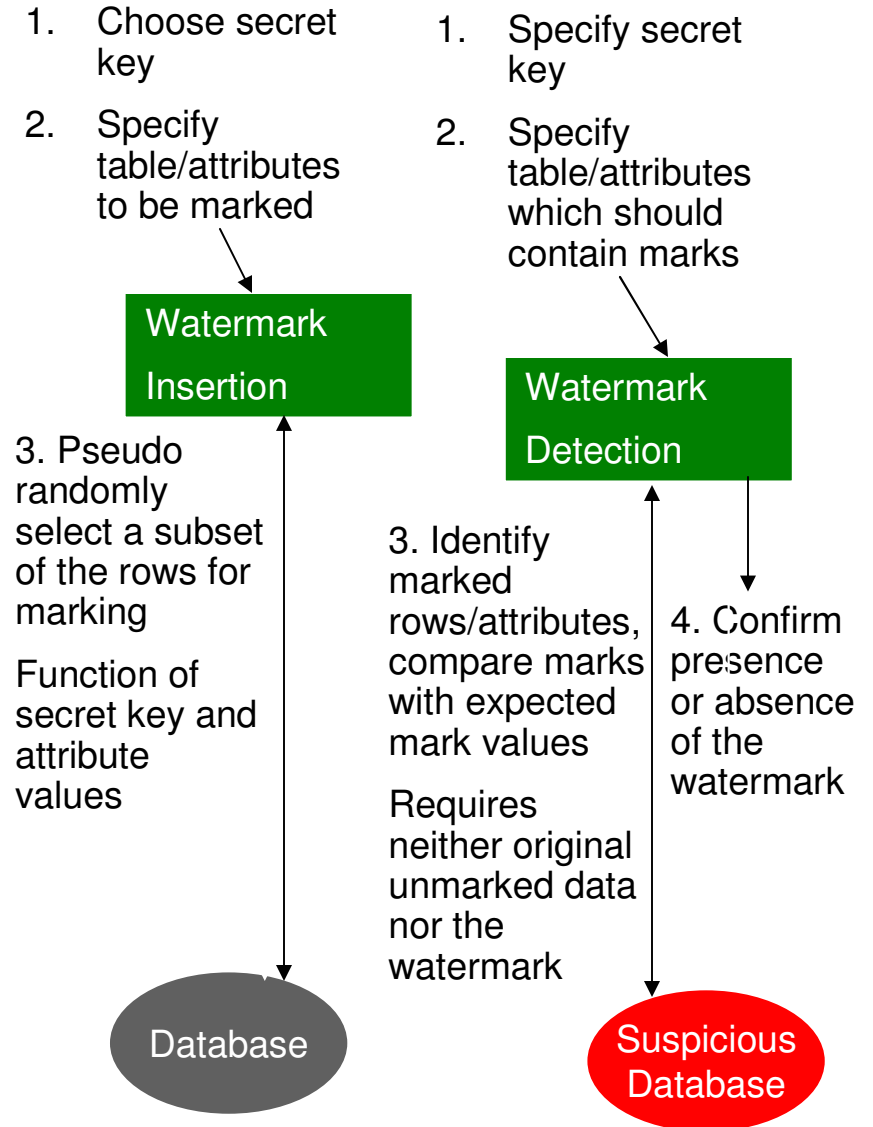 1. Choose secret
key
2. Specify
table/attributes
to be marked
Watermark
Insertion
3. Pseudo
randomly
select a subset
of the rows for
marking
Function of
secret key and
attribute
values
Database
1. Specify secret
key
2. Specify
table/attributes
which should
contain marks
Watermark
Detection
3. Identify
marked
rows/attributes,
compare marks
with expected
mark values
Requires
neither original
unmarked data
nor the
watermark
4. Confirm
presence
or absence
of the
watermark
Suspicious
Database